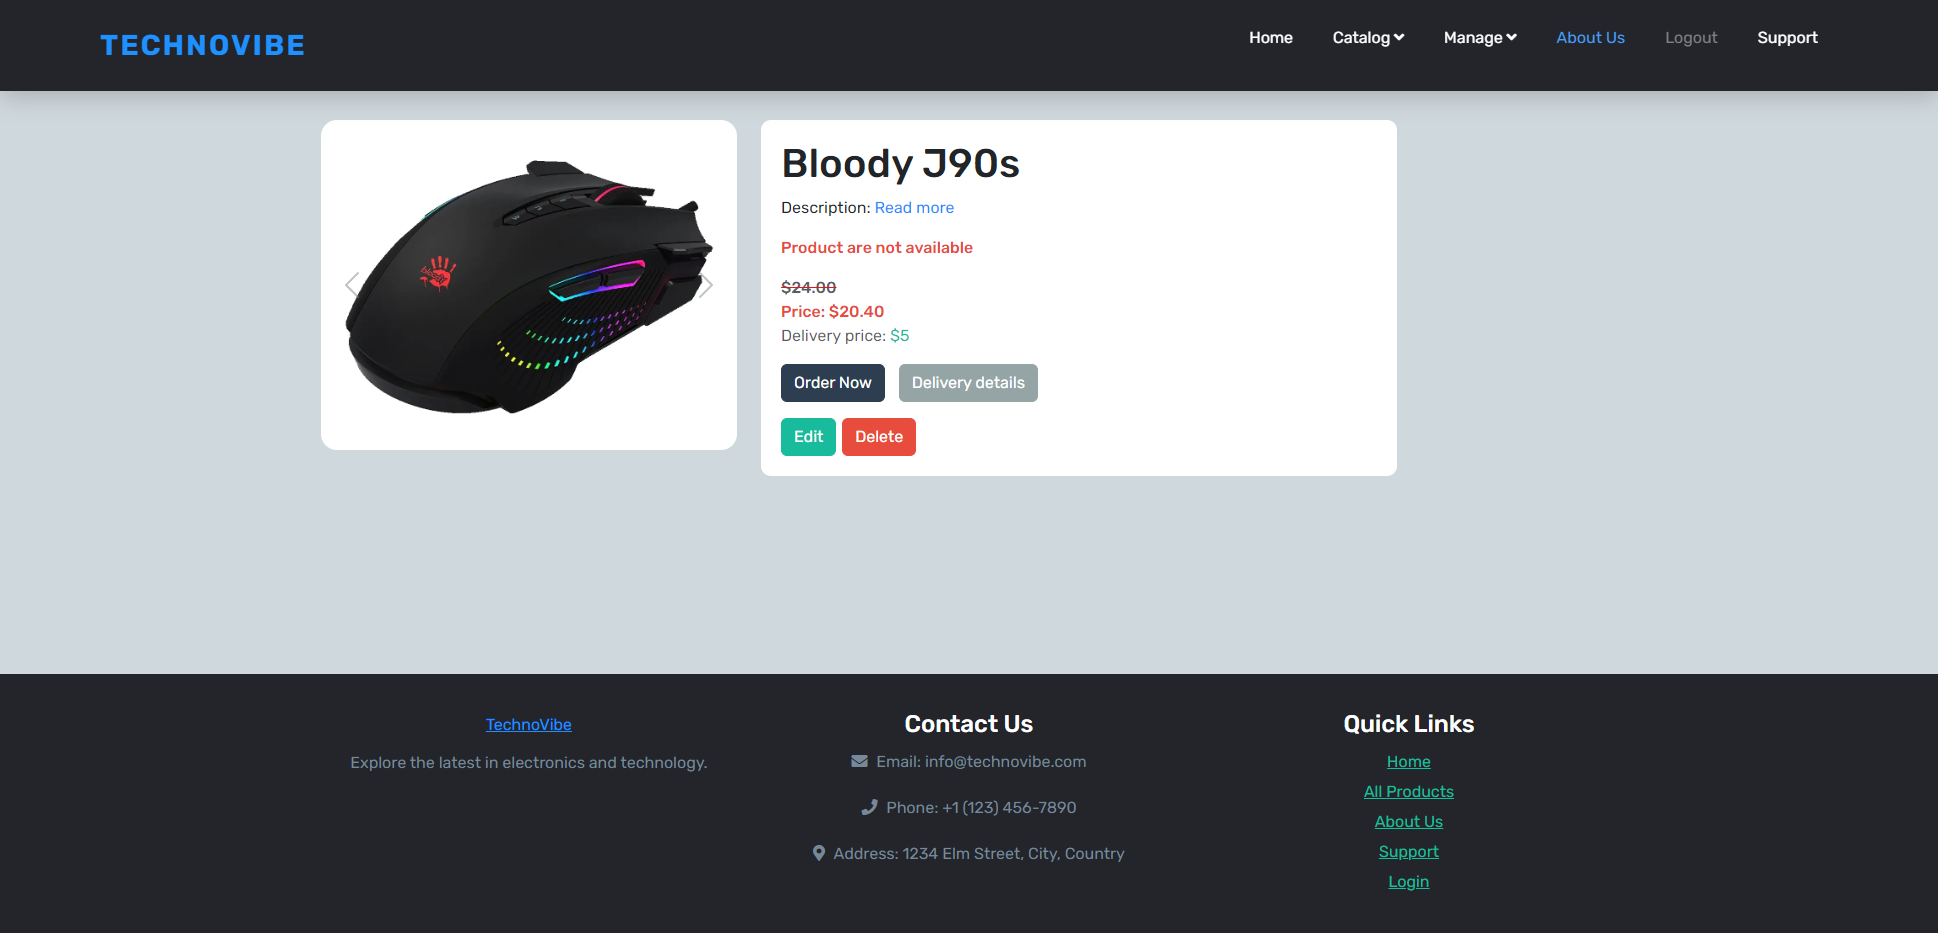 TECHNOVIBE
Home Catalog Manage About Us Logout Support
Bloody J90s
Description: Read more
Product are not available
$24.00
Price: $20.40
Delivery price: $5
Order Now Delivery details
Edit Delete
TechnoVibe
Explore the latest in electronics and technology.
Contact Us
Email: info@technovibe.com
Phone: +1 (123) 456-7890
Address: 1234 Elm Street, City, Country
Quick Links
Home
All Products
About Us
Support
Login